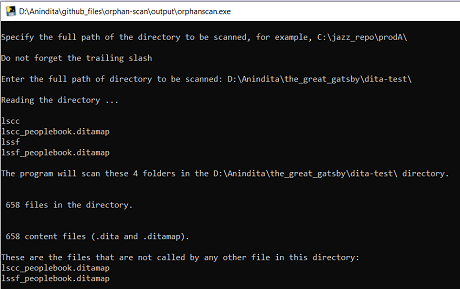 D:\Anindita\github_files\orphan-scan\output\orphanscan.exe
Specify the full path of the directory to be scanned, for example, C:\jazz_repo\prodA\
Do not forget the trailing slash
Enter the full path of directory to be scanned: D:\Anindita\the_great_gatsby\dita-test\
Reading the directory ...
lscc
lscc_peoplebook.ditamap
lssf
lssf_peoplebook.ditamap
The program will scan these 4 folders in the D:\Anindita\the_great_gatsby\dita-test\ directory.
658 files in the directory.
658 content files (.dita and .ditamap).
These are the files that are not called by any other file in this directory:
lscc_peoplebook.ditamap
lssf_peoplebook.ditamap